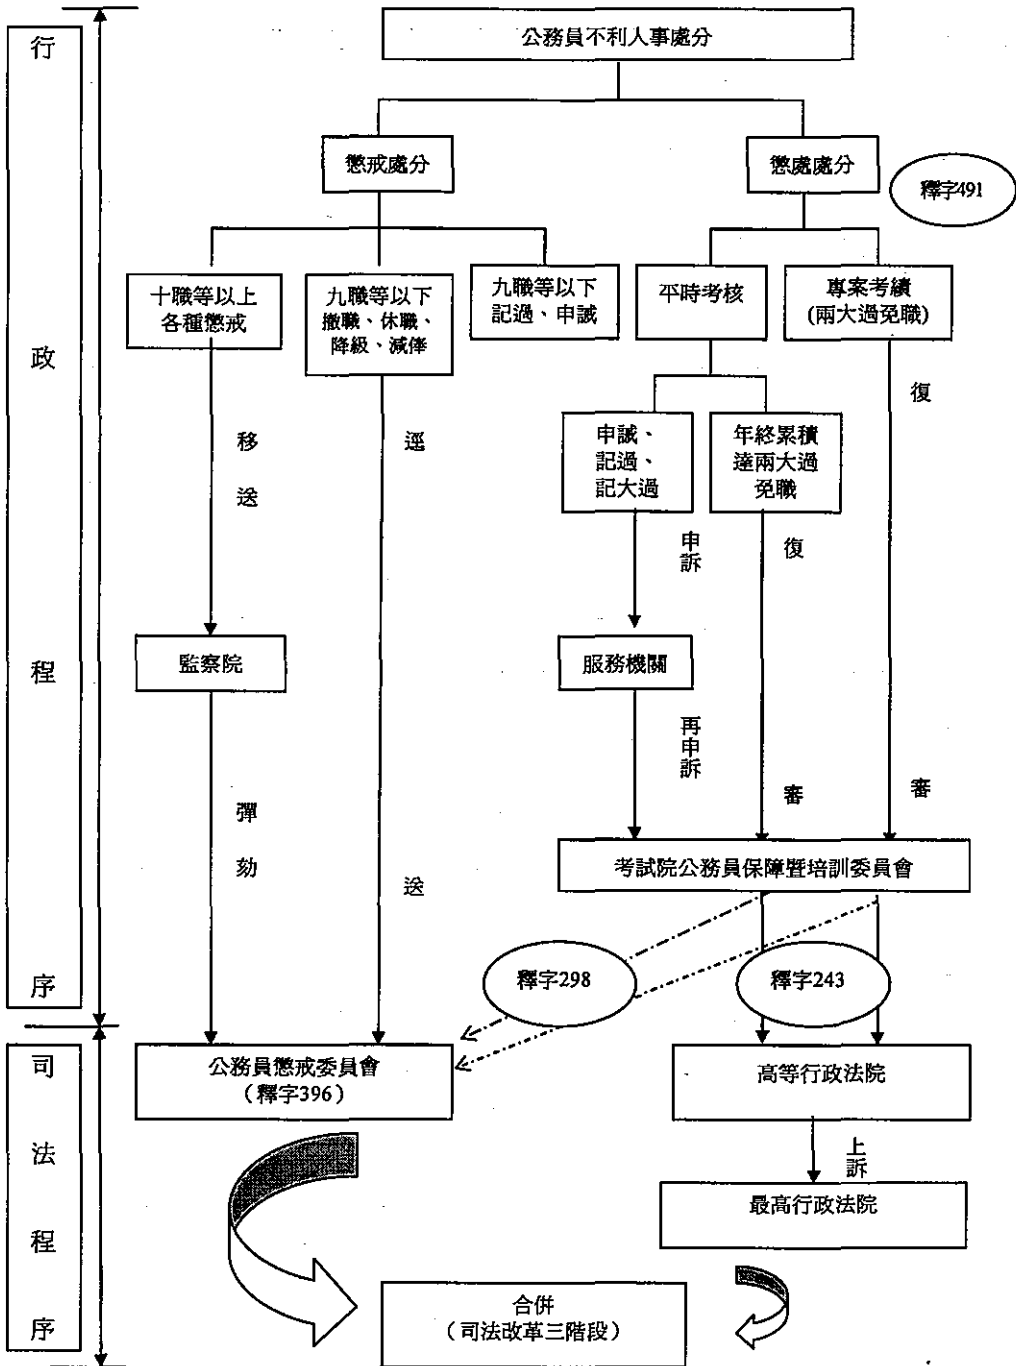 公務員不利人事處分
行政程序
懲戒處分
懲處處分
釋字491
十職等以上
各種懲戒
九職等以下
撤職、休職、
降級、減俸
九職等以下
記過、申誡
平時考核
專案考績
(兩大過免職)
移送
逕送
申誡、
記過、
記大過
年終累積
達兩大過
免職
復審
申訴
復審
監察院
服務機關
彈劾
再申訴
考試院公務員保障暨培訓委員會
釋字298
釋字243
司法程序
公務員懲戒委員會
（釋字396）
高等行政法院
上訴
最高行政法院
合併
（司法改革三階段）